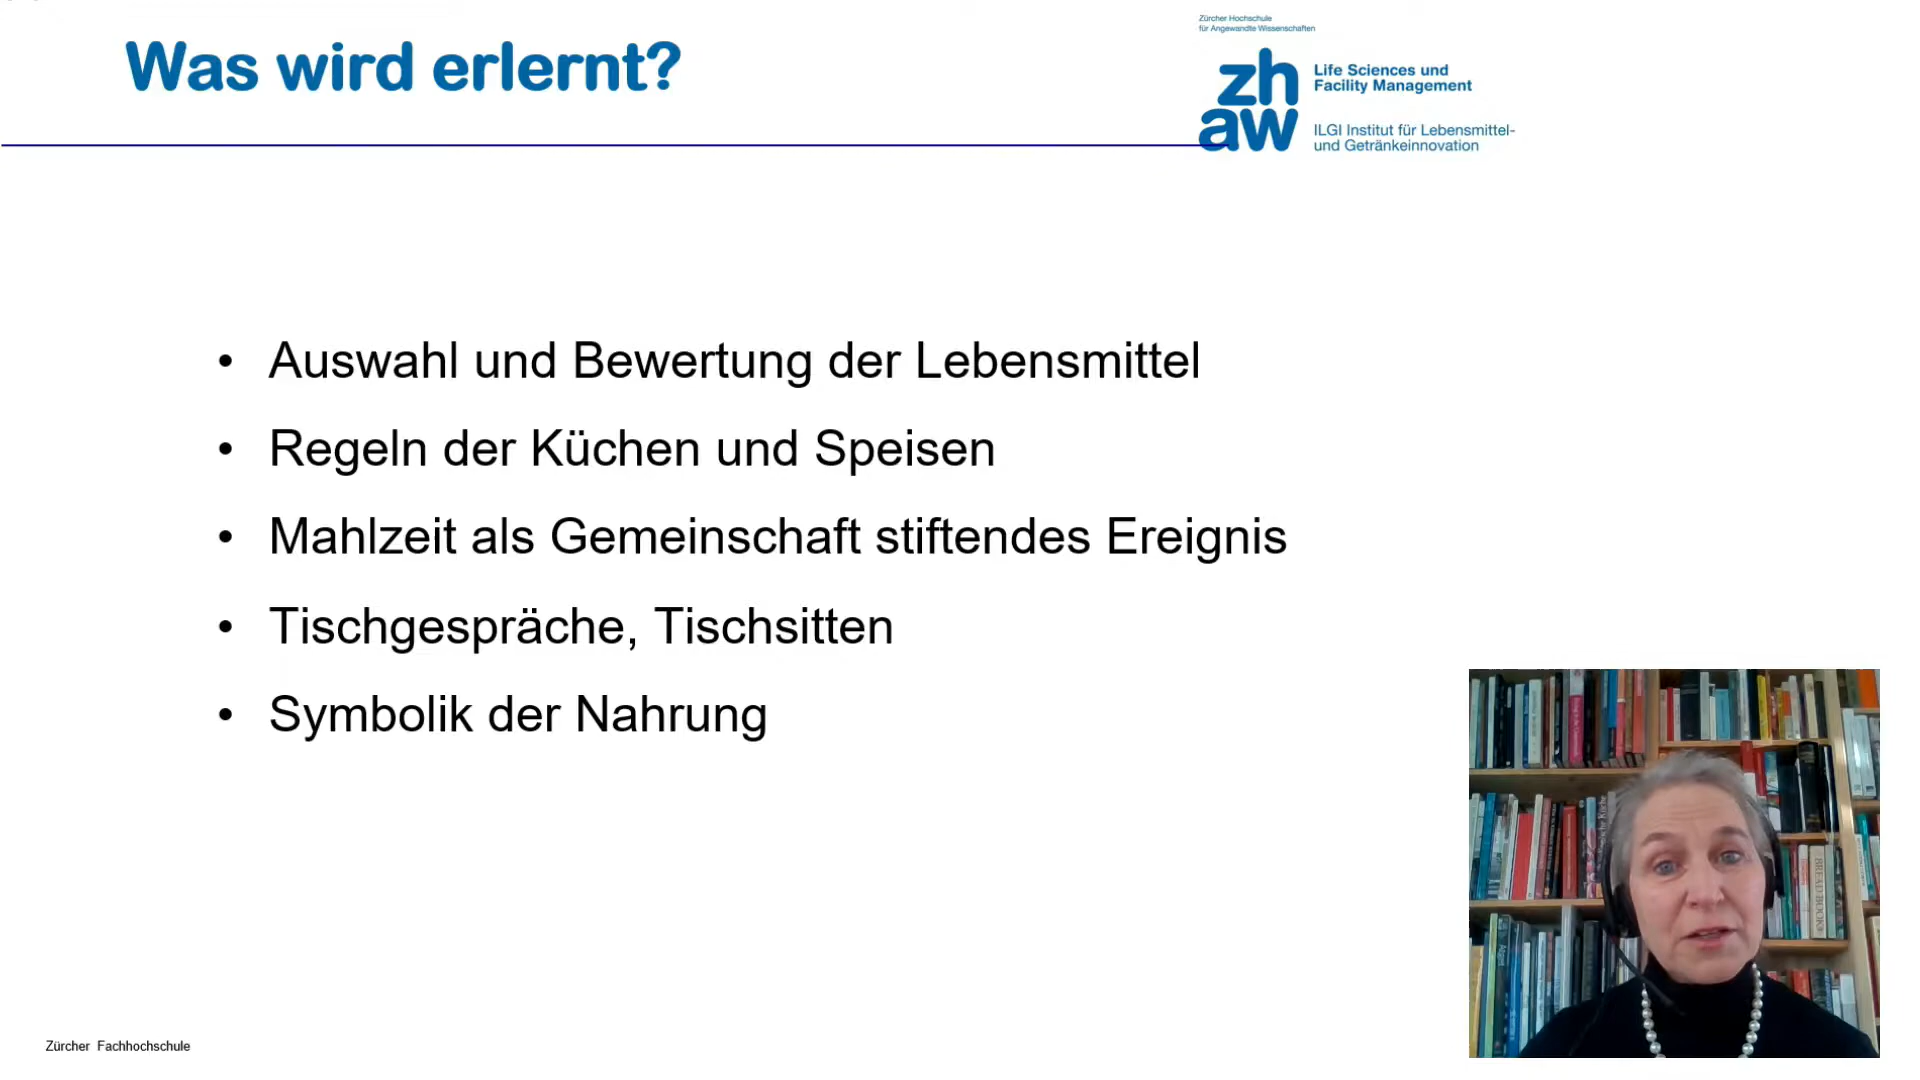 Was wird erlernt?
Zürcher Hochschule
für Angewandte Wissenschaften
zh
aw
Life Sciences und
Facility Management
ILGI Institut für Lebensmittel-
und Getränkeinnovation
• Auswahl und Bewertung der Lebensmittel
• Regeln der Küchen und Speisen
• Mahlzeit als Gemeinschaft stiftendes Ereignis
• Tischgespräche, Tischsitten
• Symbolik der Nahrung
BREAD
BOOK
Zürcher Fachhochschule